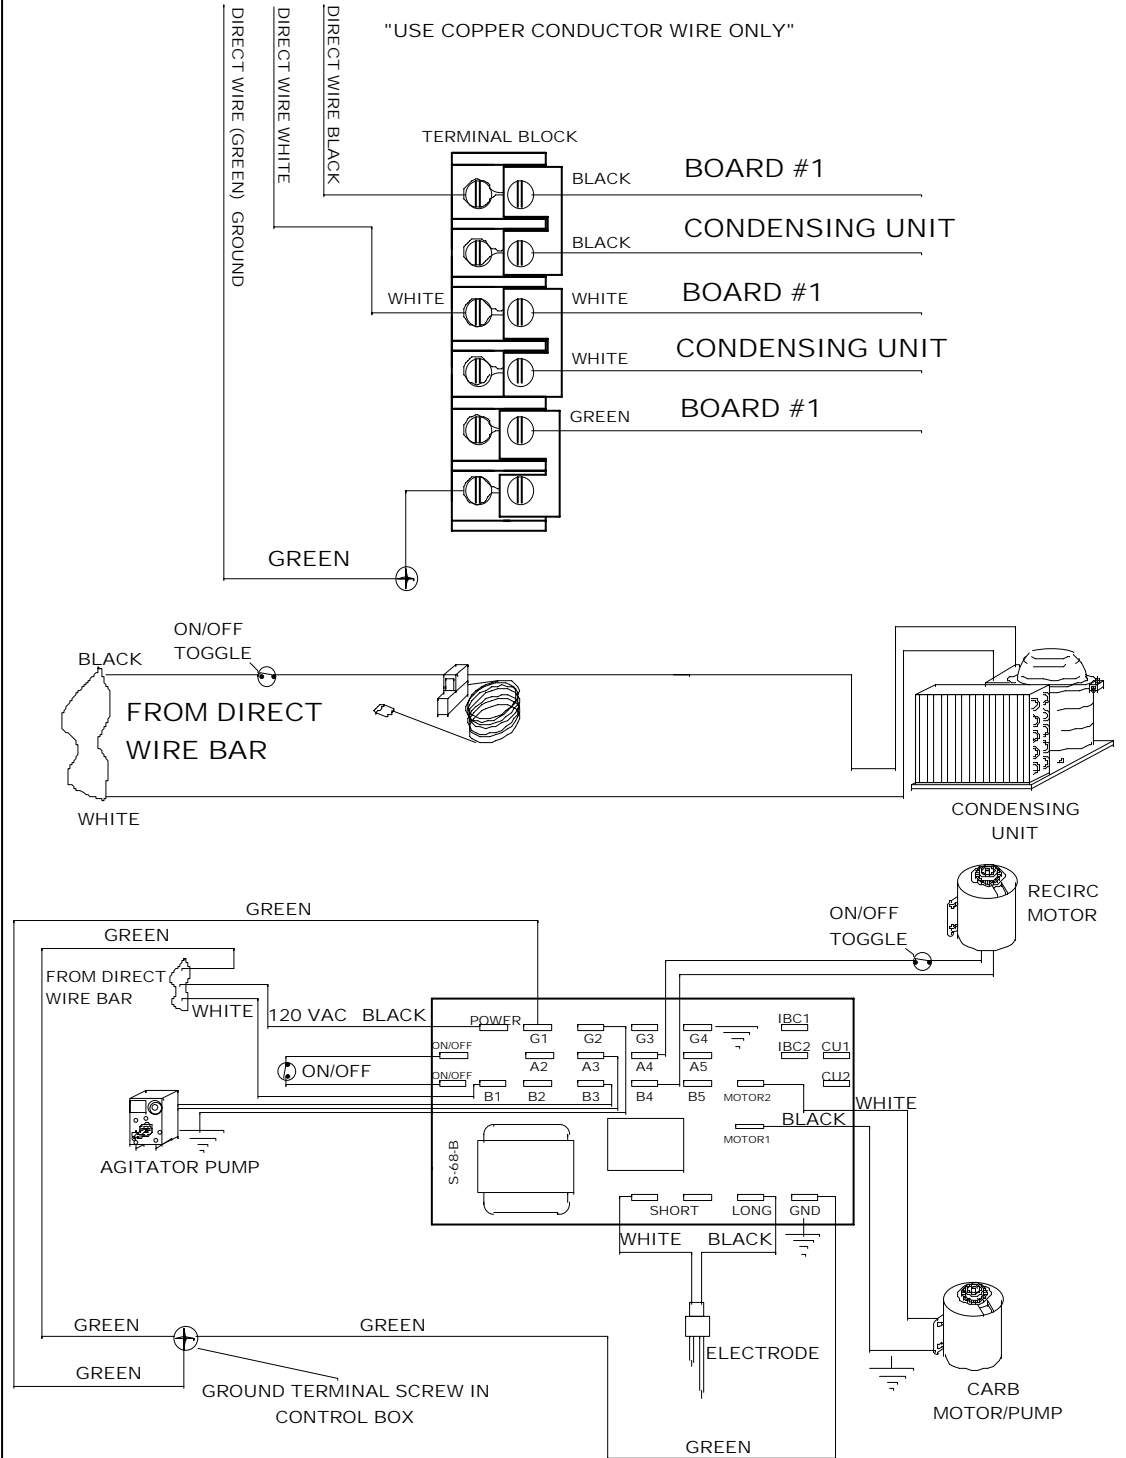 "USE COPPER CONDUCTOR WIRE ONLY"
DIRECT WIRE (GREEN) GROUND
DIRECT WIRE WHITE
DIRECT WIRE BLACK
TERMINAL BLOCK
BLACK
BOARD #1
BLACK
CONDENSING UNIT
WHITE
WHITE
BOARD #1
WHITE
CONDENSING UNIT
GREEN
BOARD #1
GREEN
ON/OFF
TOGGLE
BLACK
FROM DIRECT
WIRE BAR
WHITE
CONDENSING
UNIT
RECIRC
MOTOR
ON/OFF
TOGGLE
GREEN
GREEN
FROM DIRECT
WIRE BAR
WHITE
120 VAC BLACK
POWER
G1
G2
G3
G4
IBC1
ON/OFF
A2
A3
A4
A5
IBC2
CU1
ON/OFF
ON/OFF
B1
B2
B3
B4
B5
MOTOR2
CU2
WHITE
BLACK
MOTOR1
AGITATOR PUMP
S-68-B
SHORT
LONG
GND
WHITE
BLACK
GREEN
GREEN
GREEN
ELECTRODE
GROUND TERMINAL SCREW IN
CONTROL BOX
CARB
MOTOR/PUMP
GREEN